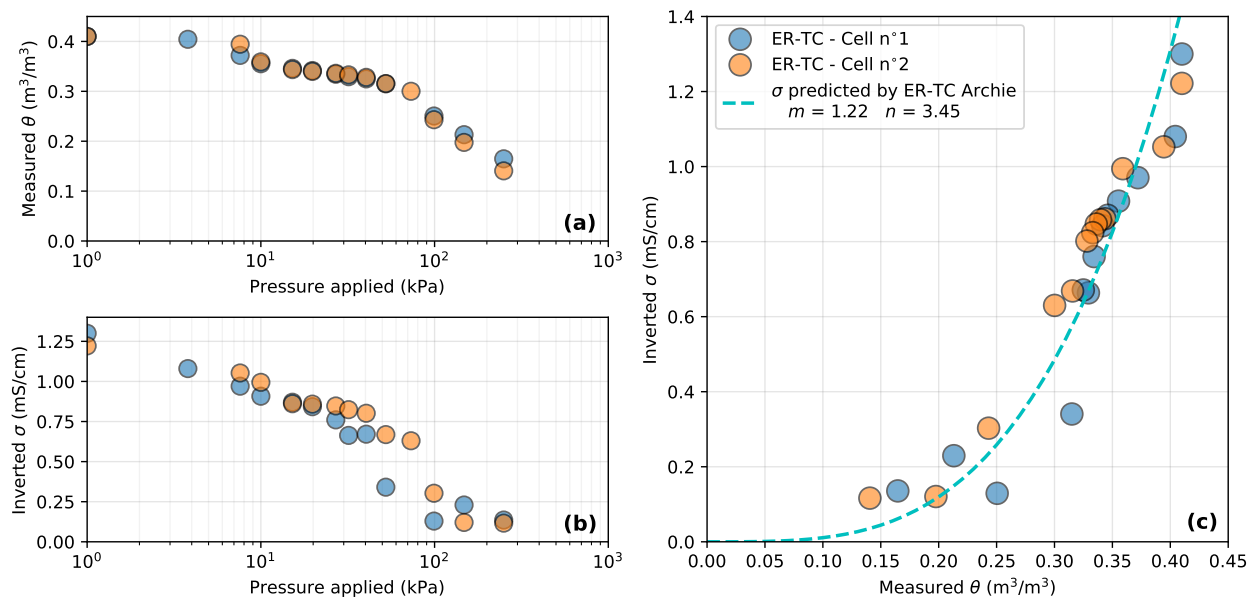 0.4
0.3
0.2
0.1
0.0
Measured θ (m³/m³)
10⁰
10¹
10²
10³
Pressure applied (kPa)
(a)
1.25
1.00
0.75
0.50
0.25
0.00
Inverted σ (mS/cm)
10⁰
10¹
10²
10³
Pressure applied (kPa)
(b)
1.4
1.2
1.0
0.8
0.6
0.4
0.2
0.0
Inverted σ (mS/cm)
ER-TC - Cell n°1
ER-TC - Cell n°2
σ predicted by ER-TC Archie
m = 1.22 n = 3.45
0.00 0.05 0.10 0.15 0.20 0.25 0.30 0.35 0.40 0.45
Measured θ (m³/m³)
(c)